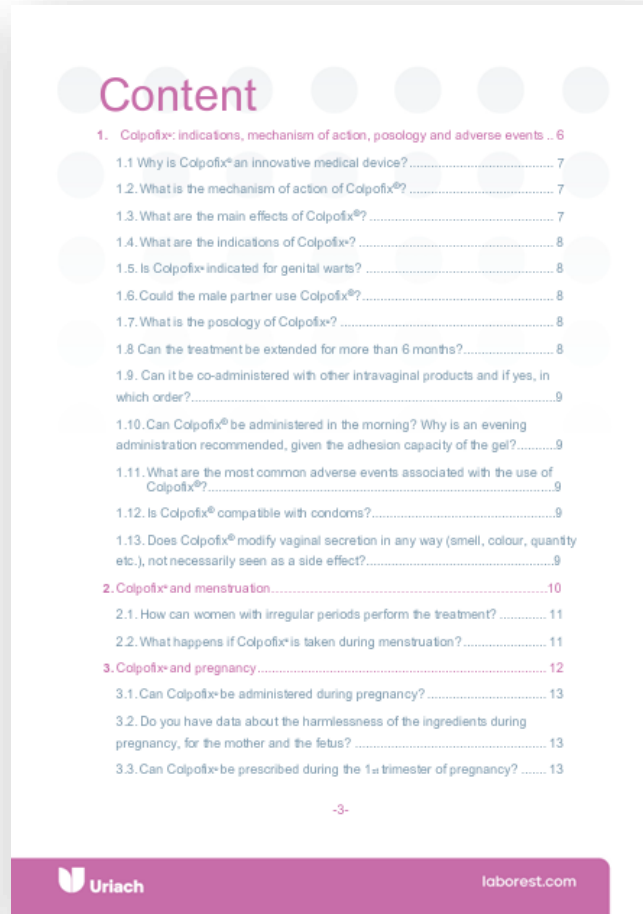 Content
1. Colpofix®: indications, mechanism of action, posology and adverse events .. 6
1.1 Why is Colpofix® an innovative medical device? ........................................ 7
1.2. What is the mechanism of action of Colpofix®? ........................................ 7
1.3. What are the main effects of Colpofix®? ................................................... 7
1.4. What are the indications of Colpofix®? ...................................................... 8
1.5. Is Colpofix® indicated for genital warts? .................................................... 8
1.6. Could the male partner use Colpofix®? ..................................................... 8
1.7. What is the posology of Colpofix®? ........................................................... 8
1.8 Can the treatment be extended for more than 6 months? ......................... 8
1.9. Can it be co-administered with other intravaginal products and if yes, in
which order? .....................................................................................................9
1.10. Can Colpofix® be administered in the morning? Why is an evening
administration recommended, given the adhesion capacity of the gel? ...........9
1.11. What are the most common adverse events associated with the use of
Colpofix®? .................................................................................................9
1.12. Is Colpofix® compatible with condoms? ...................................................9
1.13. Does Colpofix® modify vaginal secretion in any way (smell, colour, quantity
etc.), not necessarily seen as a side effect? ....................................................9
2. Colpofix® and menstruation ............................................................................10
2.1. How can women with irregular periods perform the treatment? ............. 11
2.2. What happens if Colpofix® is taken during menstruation? ....................... 11
3. Colpofix® and pregnancy ................................................................................ 12
3.1. Can Colpofix® be administered during pregnancy? ................................. 13
3.2. Do you have data about the harmlessness of the ingredients during
pregnancy, for the mother and the fetus? ..................................................... 13
3.3. Can Colpofix® be prescribed during the 1st trimester of pregnancy? ....... 13
-3-
Uriach
laborest.com